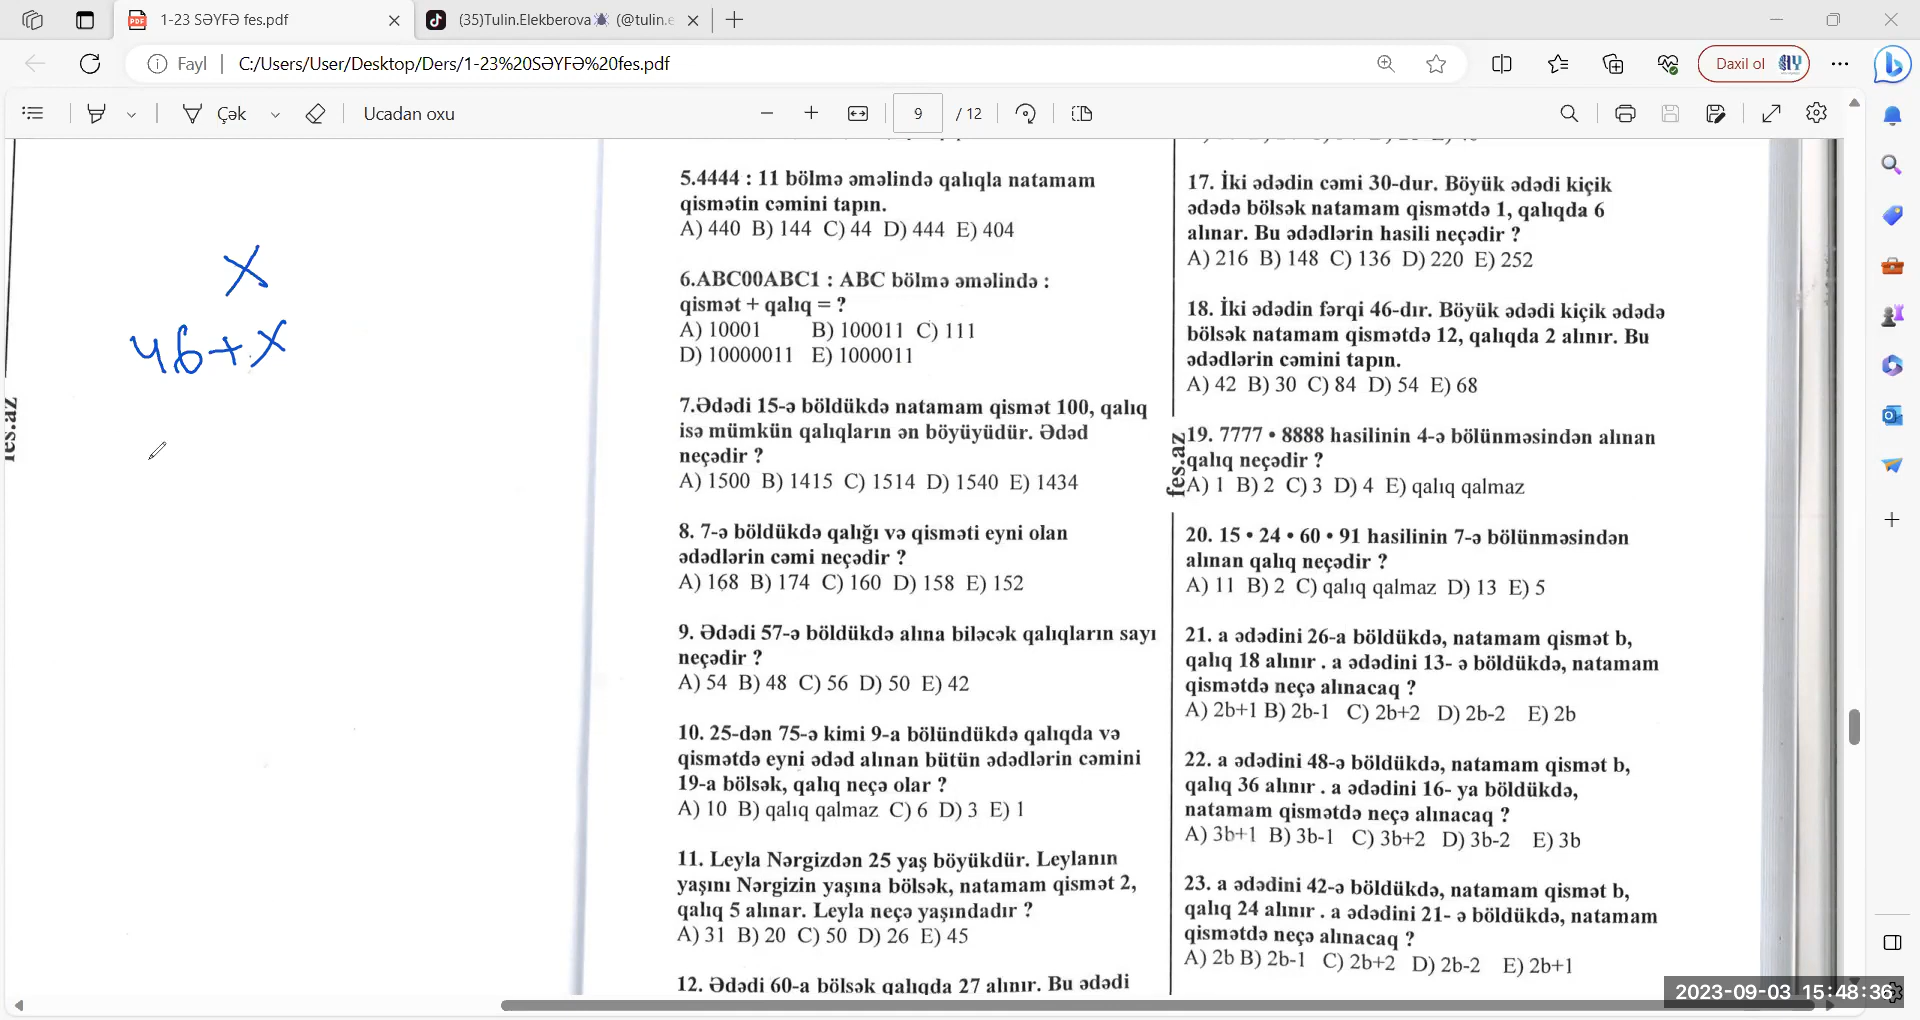 1-23 SƏYFƏ fes.pdf
(35)Tulin.Elekberova🕷 (@tulin.e
Fayl
C:/Users/User/Desktop/Ders/1-23%20SƏYFƏ%20fes.pdf
Daxil ol
Çək
Ucadan oxu
9 / 12
x
46+x
fes.az
5.4444 : 11 bölmə əməlində qalıqla natamam
qismətin cəmini tapın.
A) 440 B) 144 C) 44 D) 444 E) 404
6.ABC00ABC1 : ABC bölmə əməlində :
qismət + qalıq = ?
A) 10001 B) 100011 C) 111
D) 10000011 E) 1000011
7.Ədədi 15-ə böldükdə natamam qismət 100, qalıq
isə mümkün qalıqların ən böyüyüdür. Ədəd
neçədir ?
A) 1500 B) 1415 C) 1514 D) 1540 E) 1434
8. 7-ə böldükdə qalığı və qisməti eyni olan
ədədlərin cəmi neçədir ?
A) 168 B) 174 C) 160 D) 158 E) 152
9. Ədədi 57-ə böldükdə alına biləcək qalıqların sayı
neçədir ?
A) 54 B) 48 C) 56 D) 50 E) 42
10. 25-dən 75-ə kimi 9-a bölündükdə qalıqda və
qismətdə eyni ədəd alınan bütün ədədlərin cəmini
19-a bölsək, qalıq neçə olar ?
A) 10 B) qalıq qalmaz C) 6 D) 3 E) 1
11. Leyla Nərgizdən 25 yaş böyükdür. Leylanın
yaşını Nərgizin yaşına bölsək, natamam qismət 2,
qalıq 5 alınar. Leyla neçə yaşındadır ?
A) 31 B) 20 C) 50 D) 26 E) 45
12. Ədədi 60-a bölsək qalıqda 27 alınır. Bu ədədi
17. İki ədədin cəmi 30-dur. Böyük ədədi kiçik
ədədə bölsək natamam qismətdə 1, qalıqda 6
alınar. Bu ədədlərin hasili neçədir ?
A) 216 B) 148 C) 136 D) 220 E) 252
18. İki ədədin fərqi 46-dır. Böyük ədədi kiçik ədədə
bölsək natamam qismətdə 12, qalıqda 2 alınır. Bu
ədədlərin cəmini tapın.
A) 42 B) 30 C) 84 D) 54 E) 68
fes.az
19. 7777 • 8888 hasilinin 4-ə bölünməsindən alınan
qalıq neçədir ?
A) 1 B) 2 C) 3 D) 4 E) qalıq qalmaz
20. 15 • 24 • 60 • 91 hasilinin 7-ə bölünməsindən
alınan qalıq neçədir ?
A) 11 B) 2 C) qalıq qalmaz D) 13 E) 5
21. a ədədini 26-a böldükdə, natamam qismət b,
qalıq 18 alınır . a ədədini 13- ə böldükdə, natamam
qismətdə neçə alınacaq ?
A) 2b+1 B) 2b-1 C) 2b+2 D) 2b-2 E) 2b
22. a ədədini 48-ə böldükdə, natamam qismət b,
qalıq 36 alınır . a ədədini 16- ya böldükdə,
natamam qismətdə neçə alınacaq ?
A) 3b+1 B) 3b-1 C) 3b+2 D) 3b-2 E) 3b
23. a ədədini 42-ə böldükdə, natamam qismət b,
qalıq 24 alınır . a ədədini 21- ə böldükdə, natamam
qismətdə neçə alınacaq ?
A) 2b B) 2b-1 C) 2b+2 D) 2b-2 E) 2b+1
2023-09-03 15:48:36